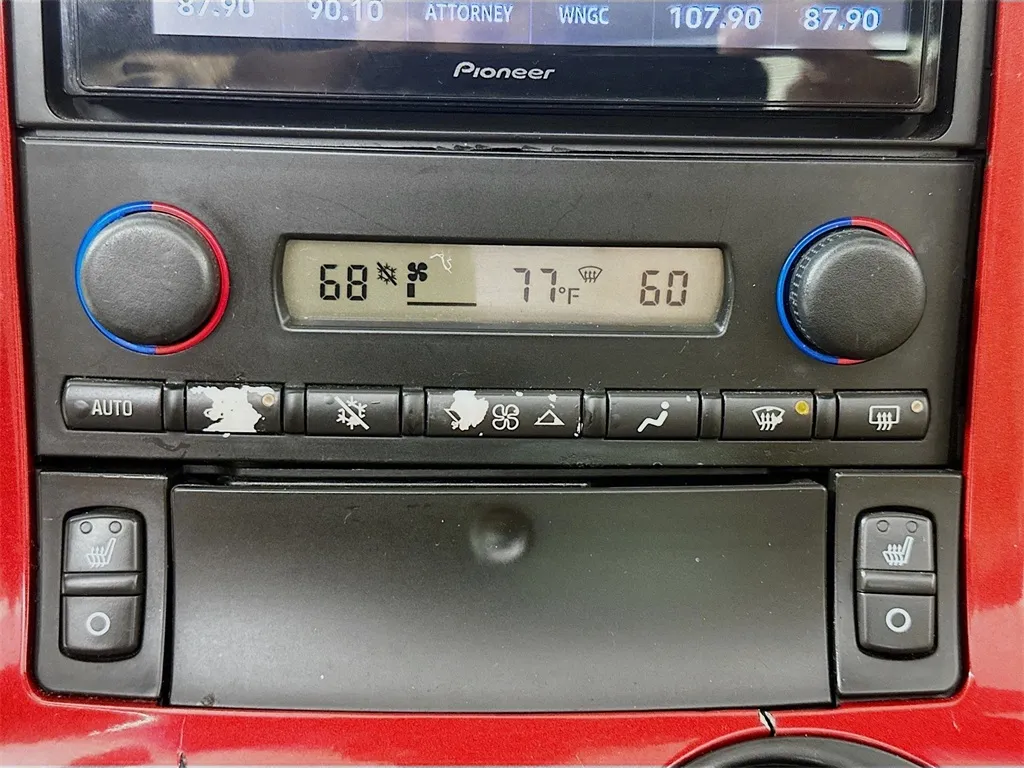 87.90 90.10 ATTORNEY WNGC 107.90 87.90
Pioneer
68 77°F 60
AUTO